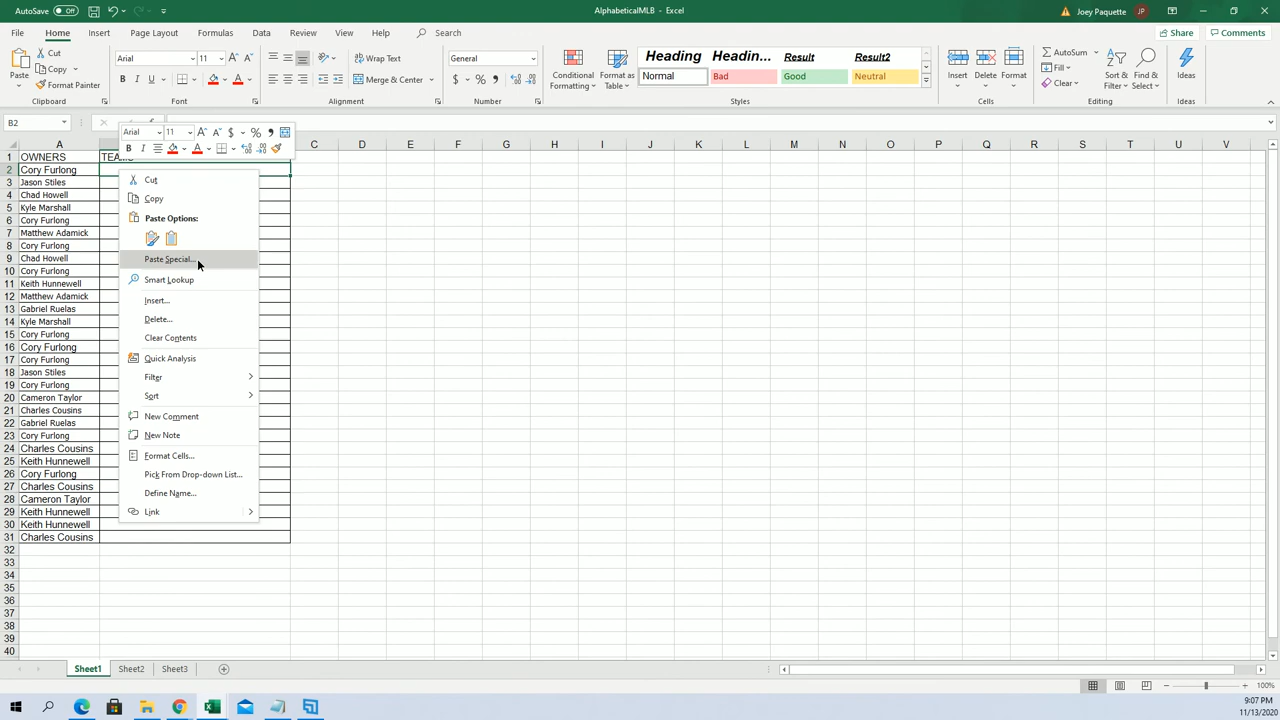 AutoSave Off AlphabeticalMLB - Excel Joey Paquette JP
File Home Insert Page Layout Formulas Data Review View Help Search Share Comments
Paste Cut Copy Format Painter Clipboard
Arial 11 B I U Font
Wrap Text Merge & Center Alignment
General $ % Number
Conditional Formatting Format as Table
Heading Headin... Result Result2
Normal Bad Good Neutral
Styles
Insert Delete Format Cells
AutoSum Fill Clear Sort & Filter Find & Select Editing
Ideas Ideas
B2
Arial 11 A A $ % 9
B I A
A B C D E F G H I J K L M N O P Q R S T U V
1 OWNERS TEAMS
2 Cory Furlong
3 Jason Stiles
4 Chad Howell
5 Kyle Marshall
6 Cory Furlong
7 Matthew Adamick
8 Cory Furlong
9 Chad Howell
10 Cory Furlong
11 Keith Hunnewell
12 Matthew Adamick
13 Gabriel Ruelas
14 Kyle Marshall
15 Cory Furlong
16 Cory Furlong
17 Cory Furlong
18 Jason Stiles
19 Cory Furlong
20 Cameron Taylor
21 Charles Cousins
22 Gabriel Ruelas
23 Cory Furlong
24 Charles Cousins
25 Keith Hunnewell
26 Cory Furlong
27 Charles Cousins
28 Cameron Taylor
29 Keith Hunnewell
30 Keith Hunnewell
31 Charles Cousins
32
33
34
35
36
37
38
39
40
Cut
Copy
Paste Options:
Paste Special...
Smart Lookup
Insert...
Delete...
Clear Contents
Quick Analysis
Filter
Sort
New Comment
New Note
Format Cells...
Pick From Drop-down List...
Define Name...
Link
Sheet1 Sheet2 Sheet3
100%
9:07 PM
11/13/2020